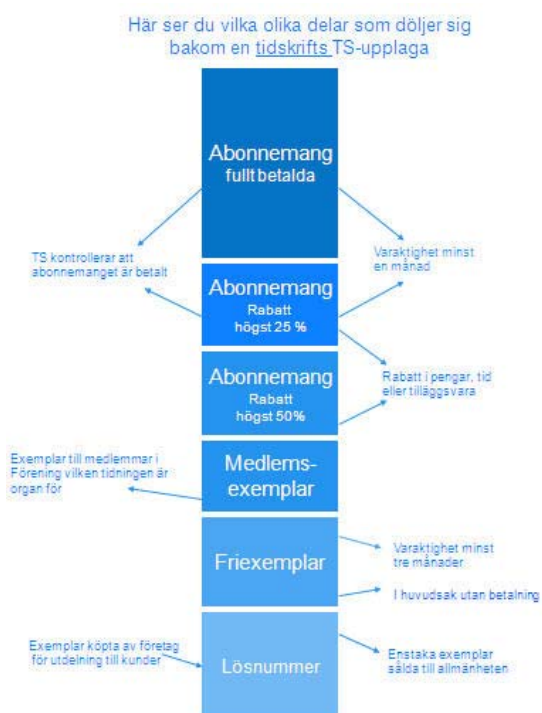 Här ser du vilka olika delar som döljer sig
bakom en tidskrifts TS-upplaga
Abonnemang
fullt betalda
TS kontrollerar att
abonnemanget är betalt
Varaktighet minst
en månad
Abonnemang
Rabatt
högst 25 %
Abonnemang
Rabatt
högst 50%
Rabatt i pengar, tid
eller tilläggsvara
Exemplar till medlemmar i
Förening vilken tidningen är
organ för
Medlems-
exemplar
Friexemplar
Varaktighet minst
tre månader
I huvudsak utan betalning
Exemplar köpta av företag
för utdelning till kunder
Lösnummer
Enstaka exemplar
sålda till allmänheten